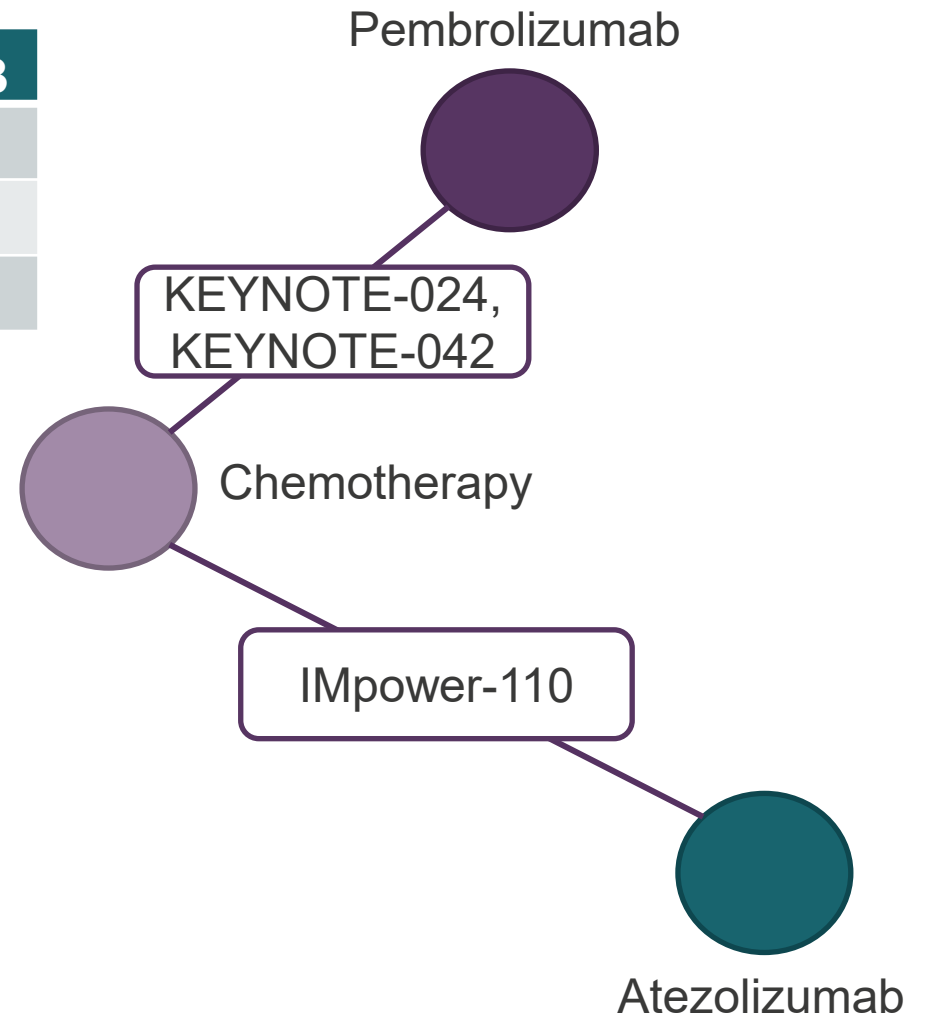 Pembrolizumab
KEYNOTE-024,
KEYNOTE-042
Chemotherapy
IMpower-110
Atezolizumab